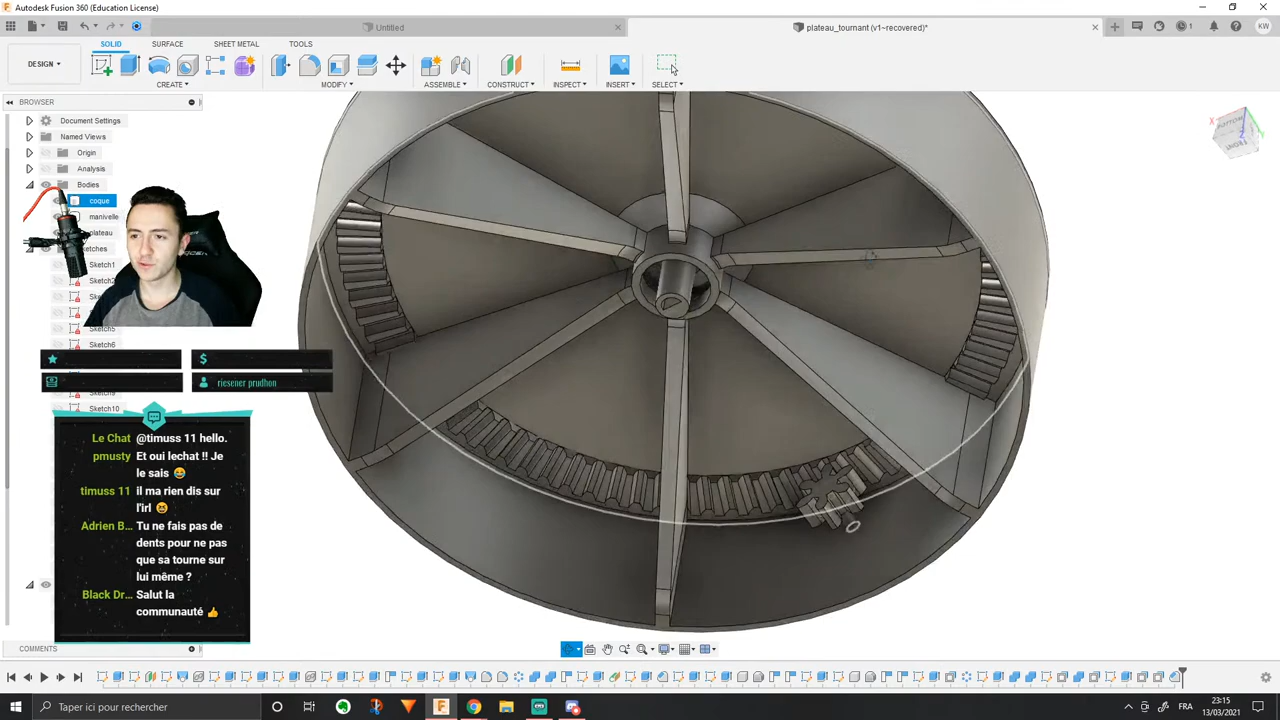 Autodesk Fusion 360 (Education License)
Untitled
plateau_tournant (v1~recovered)*
KW
DESIGN
SOLID
SURFACE
SHEET METAL
TOOLS
CREATE
MODIFY
ASSEMBLE
CONSTRUCT
INSPECT
INSERT
SELECT
BROWSER
Document Settings
Named Views
Origin
Analysis
Bodies
coque
manivelle
plateau
Sketch1
Sketch6
Sketch10
riesener prudhon
Le Chat @timuss 11 hello.
pmusty Et oui lechat !! Je
le sais 😂
timuss 11 il ma rien dis sur
l'irl
Adrien B... Tu ne fais pas de
dents pour ne pas
que sa tourne sur
lui même ?
Black Dr... Salut la
communauté 👍
COMMENTS
BOTTOM
X
Y
Z
Taper ici pour rechercher
FRA
23:15
13/03/2021